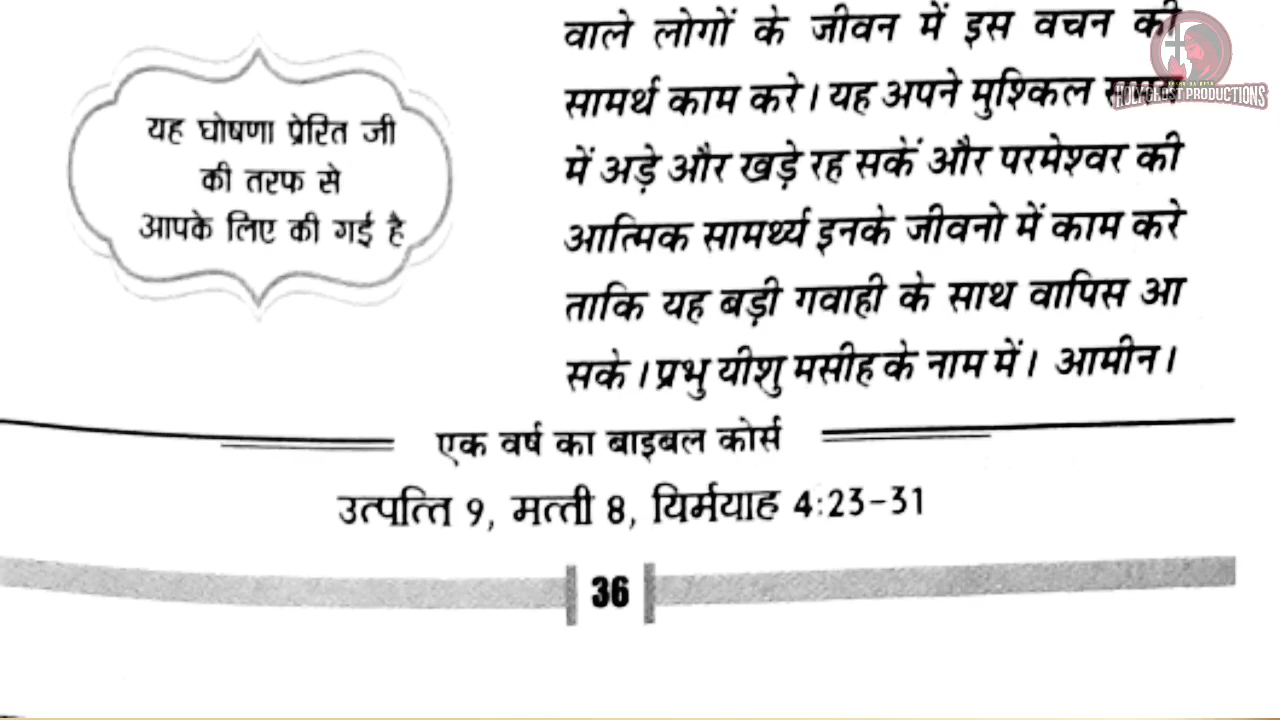 यह घोषणा प्रेरित जी
की तरफ से
आपके लिए की गई है
वाले लोगों के जीवन में इस वचन की
सामर्थ काम करे। यह अपने मुश्किल
में अड़े और खड़े रह सकें और परमेश्वर की
आत्मिक सामर्थ्य इनके जीवनो में काम करे
ताकि यह बड़ी गवाही के साथ वापिस आ
सके। प्रभु यीशु मसीह के नाम में। आमीन।
एक वर्ष का बाइबल कोर्स
उत्पत्ति 9, मत्ती 8, यिर्मयाह 4:23-31
36
HOLYGHOST PRODUCTIONS